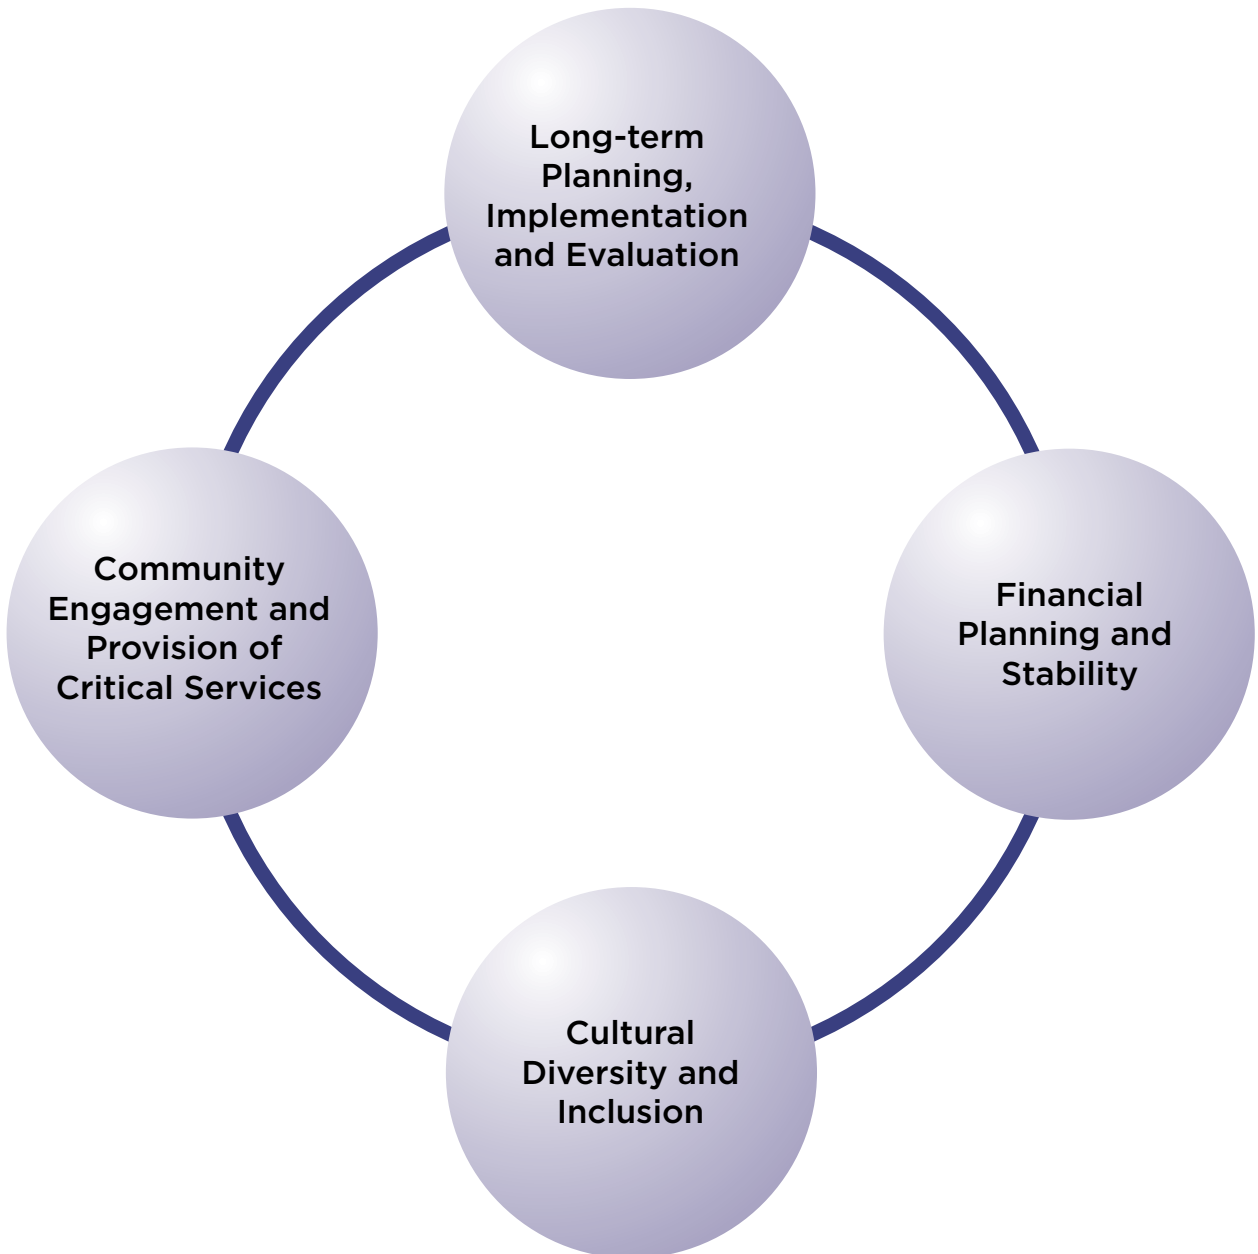 Long-term
Planning,
Implementation
and Evaluation
Community
Engagement and
Provision of
Critical Services
Financial
Planning and
Stability
Cultural
Diversity and
Inclusion